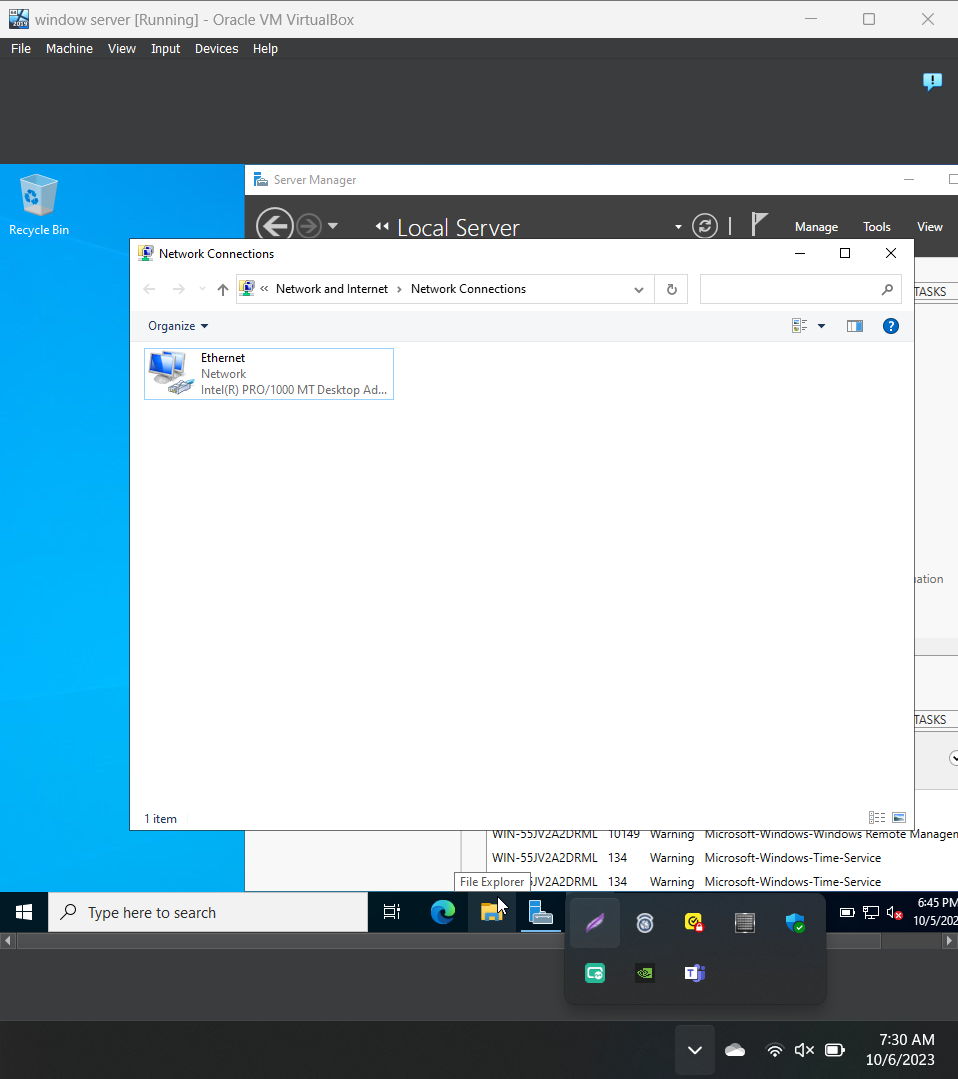 window server [Running] - Oracle VM VirtualBox
File Machine View Input Devices Help
Recycle Bin
Server Manager
Local Server
Manage Tools View
Network Connections
Network and Internet › Network Connections
TASKS
Organize
Ethernet
Network
Intel(R) PRO/1000 MT Desktop Ad...
uation
TASKS
1 item
WIN-55JV2A2DRML 10149 Warning Microsoft-Windows-Windows Remote Managem
WIN-55JV2A2DRML 134 Warning Microsoft-Windows-Time-Service
5JV2A2DRML 134 Warning Microsoft-Windows-Time-Service
File Explorer
Type here to search
6:45 PM
10/5/202
7:30 AM
10/6/2023